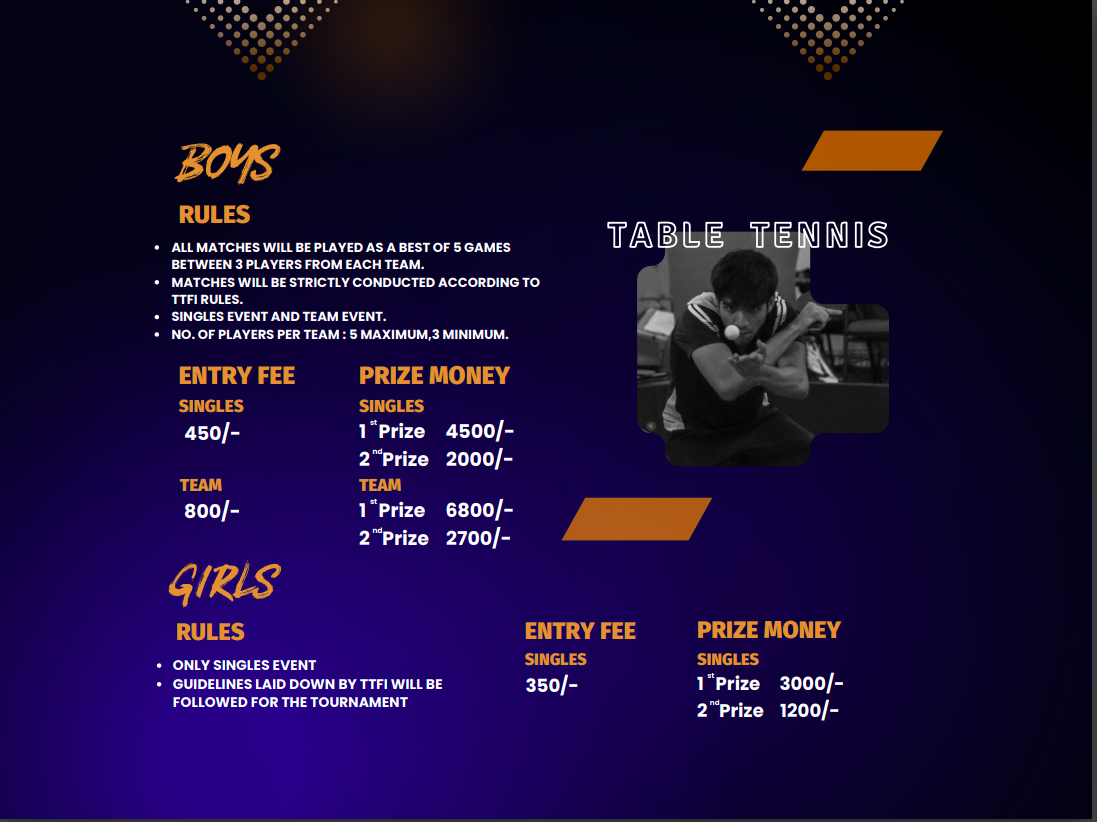 BOYS
RULES
• ALL MATCHES WILL BE PLAYED AS A BEST OF 5 GAMES
BETWEEN 3 PLAYERS FROM EACH TEAM.
• MATCHES WILL BE STRICTLY CONDUCTED ACCORDING TO
TTFI RULES.
• SINGLES EVENT AND TEAM EVENT.
• NO. OF PLAYERS PER TEAM : 5 MAXIMUM,3 MINIMUM.
TABLE TENNIS
ENTRY FEE
SINGLES
450/-
TEAM
800/-
PRIZE MONEY
SINGLES
1st Prize 4500/-
2nd Prize 2000/-
TEAM
1st Prize 6800/-
2nd Prize 2700/-
GIRLS
RULES
• ONLY SINGLES EVENT
• GUIDELINES LAID DOWN BY TTFI WILL BE
FOLLOWED FOR THE TOURNAMENT
ENTRY FEE
SINGLES
350/-
PRIZE MONEY
SINGLES
1st Prize 3000/-
2nd Prize 1200/-